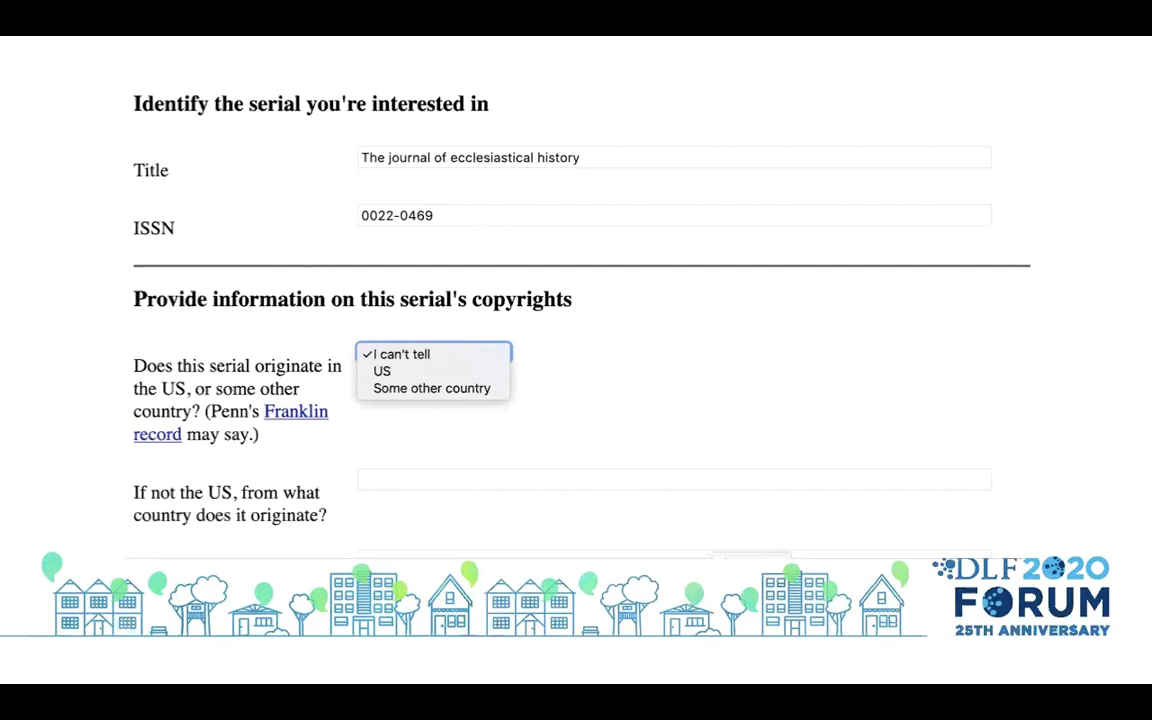 Identify the serial you're interested in
Title
The journal of ecclesiastical history
ISSN
0022-0469
Provide information on this serial's copyrights
Does this serial originate in
the US, or some other
country? (Penn's Franklin
record may say.)
✓I can't tell
US
Some other country
If not the US, from what
country does it originate?
DLF2020
FORUM
25TH ANNIVERSARY